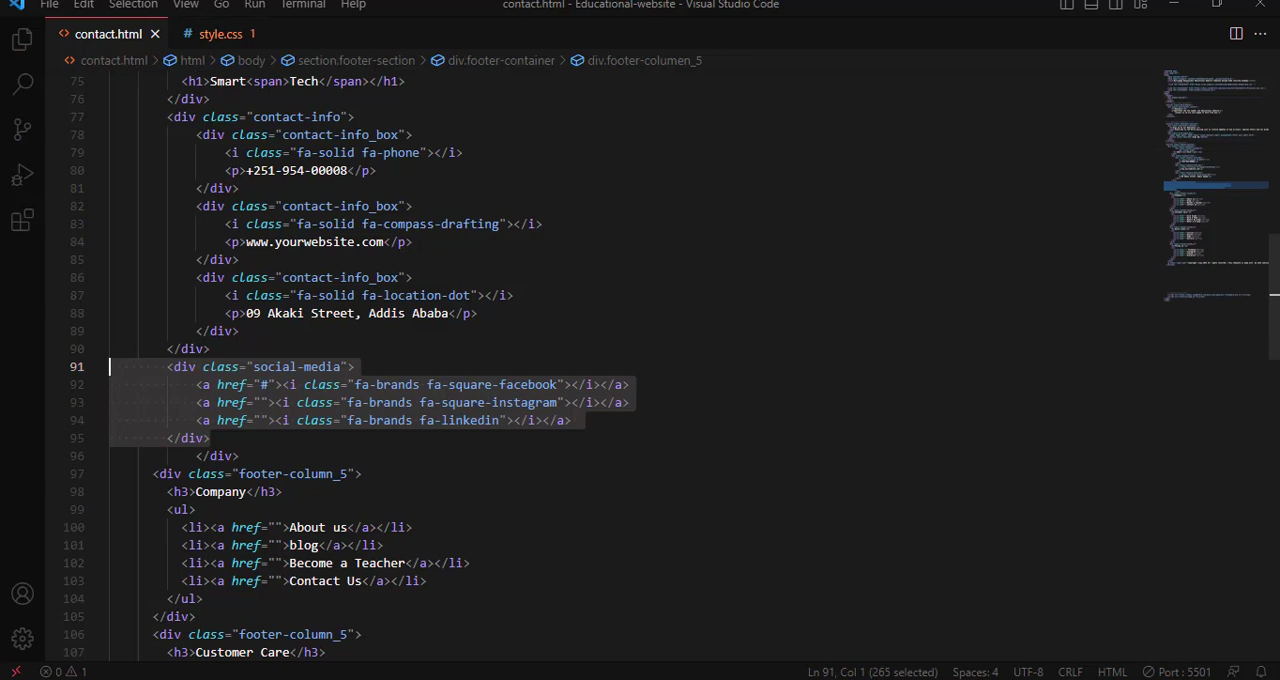 File Edit Selection View Go Run Terminal Help contact.html - Educational-website - Visual Studio Code
<> contact.html × # style.css 1
<> contact.html > html > body > section.footer-section > div.footer-container > div.footer-columen_5
75 <h1>Smart<span>Tech</span></h1>
76 </div>
77 <div class="contact-info">
78 <div class="contact-info_box">
79 <i class="fa-solid fa-phone"></i>
80 <p>+251-954-00008</p>
81 </div>
82 <div class="contact-info_box">
83 <i class="fa-solid fa-compass-drafting"></i>
84 <p>www.yourwebsite.com</p>
85 </div>
86 <div class="contact-info_box">
87 <i class="fa-solid fa-location-dot"></i>
88 <p>09 Akaki Street, Addis Ababa</p>
89 </div>
90 </div>
91 <div class="social-media">
92 <a href="#"><i class="fa-brands fa-square-facebook"></i></a>
93 <a href=""><i class="fa-brands fa-square-instagram"></i></a>
94 <a href=""><i class="fa-brands fa-linkedin"></i></a>
95 </div>
96 </div>
97 <div class="footer-column_5">
98 <h3>Company</h3>
99 <ul>
100 <li><a href="">About us</a></li>
101 <li><a href="">blog</a></li>
102 <li><a href="">Become a Teacher</a></li>
103 <li><a href="">Contact Us</a></li>
104 </ul>
105 </div>
106 <div class="footer-column_5">
107 <h3>Customer Care</h3>
0 1 Ln 91, Col 1 (265 selected) Spaces: 4 UTF-8 CRLF HTML Port : 5501